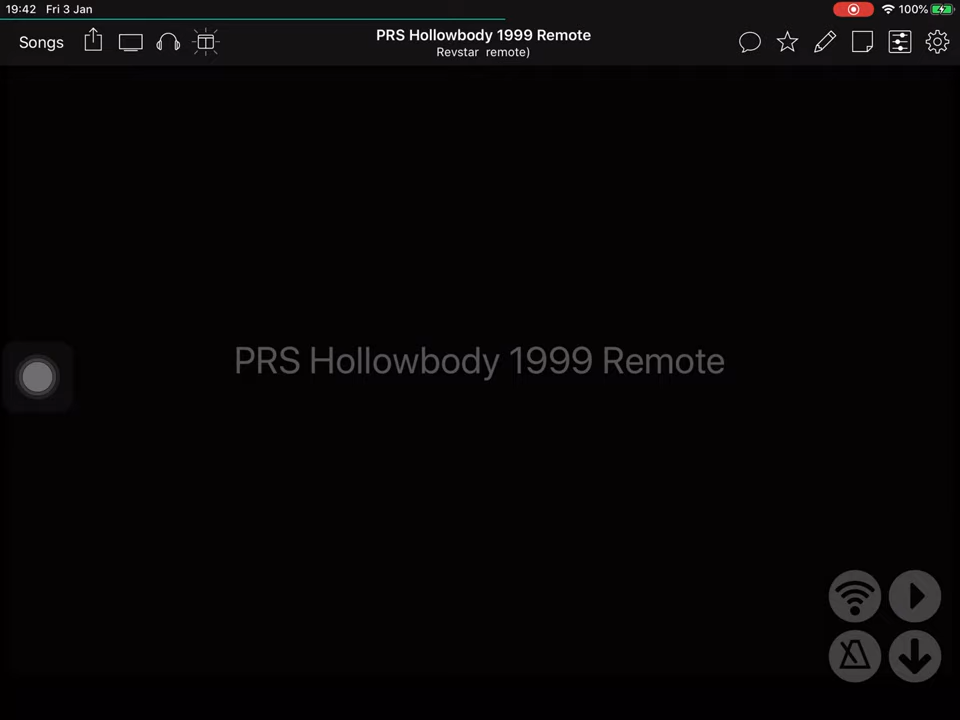 19:42 Fri 3 Jan
100%
Songs
PRS Hollowbody 1999 Remote
Revstar remote)
PRS Hollowbody 1999 Remote